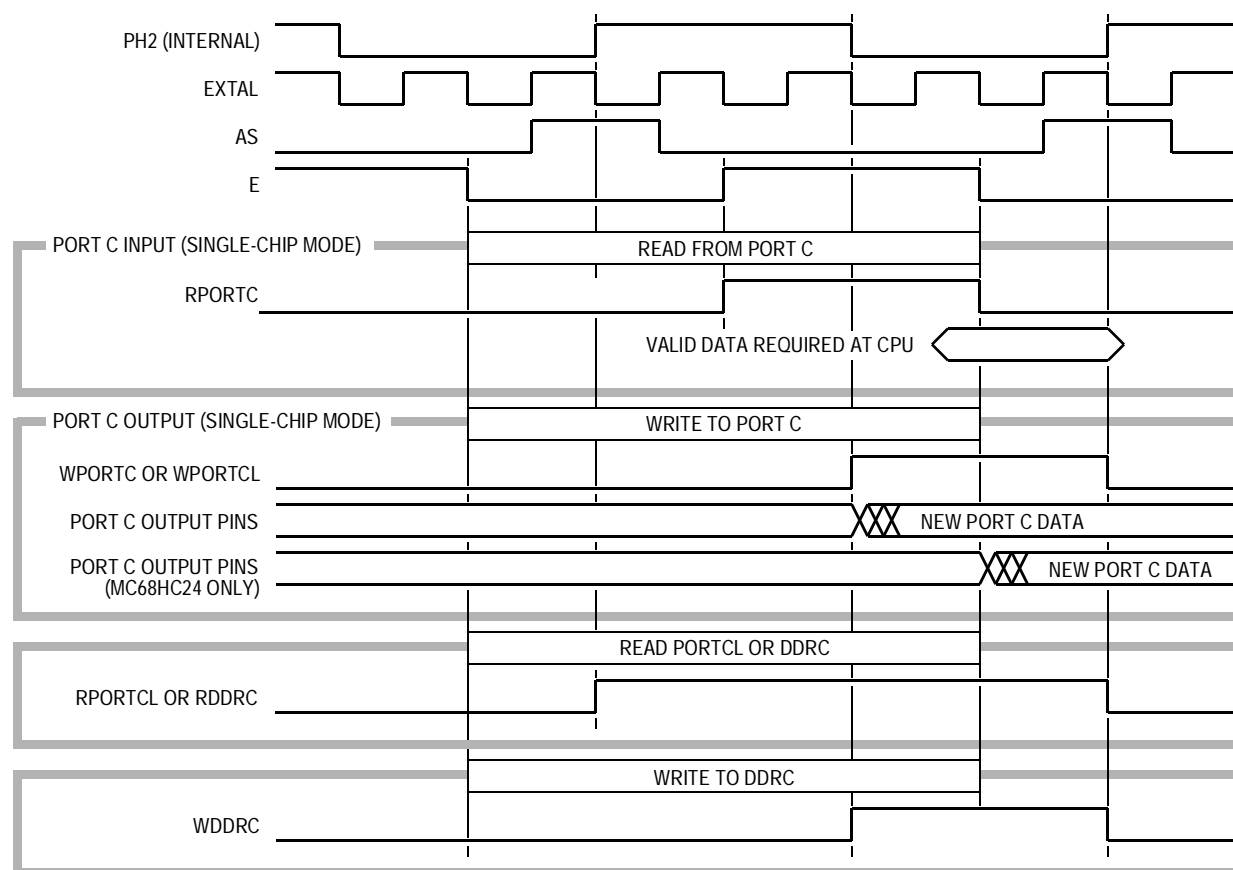 PH2 (INTERNAL)
EXTAL
AS
E
PORT C INPUT (SINGLE-CHIP MODE)
READ FROM PORT C
RPORTC
VALID DATA REQUIRED AT CPU
PORT C OUTPUT (SINGLE-CHIP MODE)
WRITE TO PORT C
WPORTC OR WPORTCL
PORT C OUTPUT PINS
NEW PORT C DATA
PORT C OUTPUT PINS
(MC68HC24 ONLY)
NEW PORT C DATA
READ PORTCL OR DDRC
RPORTCL OR RDDRC
WRITE TO DDRC
WDDRC